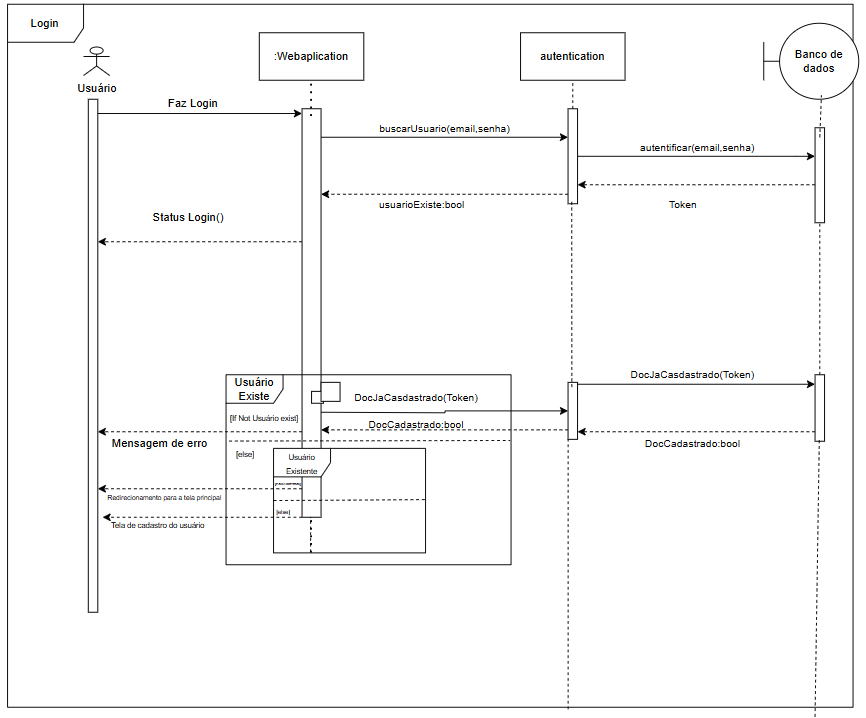 Login
:Webaplication
autentication
Banco de
dados
Usuário
Faz Login
buscarUsuario(email,senha)
autentificar(email,senha)
usuarioExiste:bool
Token
Status Login()
Usuário
Existe
DocJaCasdastrado(Token)
DocJaCasdastrado(Token)
[If Not Usuário exist]
DocCadastrado:bool
Mensagem de erro
DocCadastrado:bool
[else]
Usuário
Existente
Redirecionamento para a tela principal
[else]
Tela de cadastro do usuário